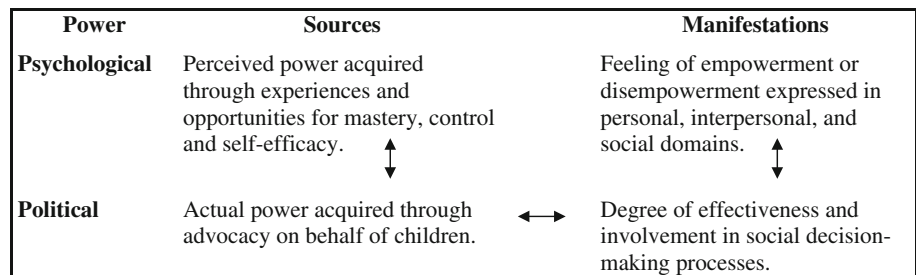 Power Sources Manifestations
Psychological Perceived power acquired Feeling of empowerment or
through experiences and disempowerment expressed in
opportunities for mastery, control personal, interpersonal, and
and self-efficacy. social domains.
Political Actual power acquired through Degree of effectiveness and
advocacy on behalf of children. involvement in social decision-
making processes.